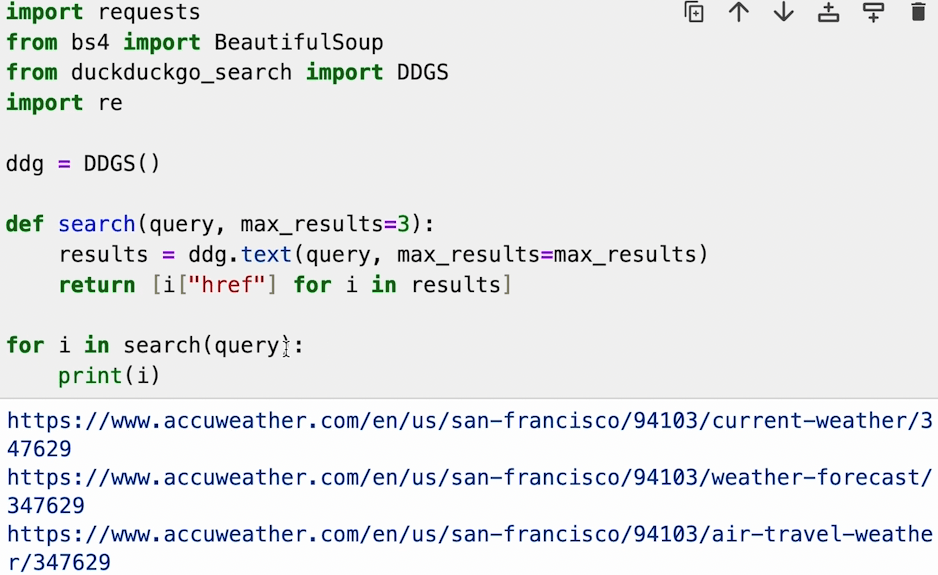 import requests
from bs4 import BeautifulSoup
from duckduckgo_search import DDGS
import re
ddg = DDGS()
def search(query, max_results=3):
    results = ddg.text(query, max_results=max_results)
    return [i["href"] for i in results]
for i in search(query):
    print(i)
https://www.accuweather.com/en/us/san-francisco/94103/current-weather/3
47629
https://www.accuweather.com/en/us/san-francisco/94103/weather-forecast/
347629
https://www.accuweather.com/en/us/san-francisco/94103/air-travel-weathe
r/347629